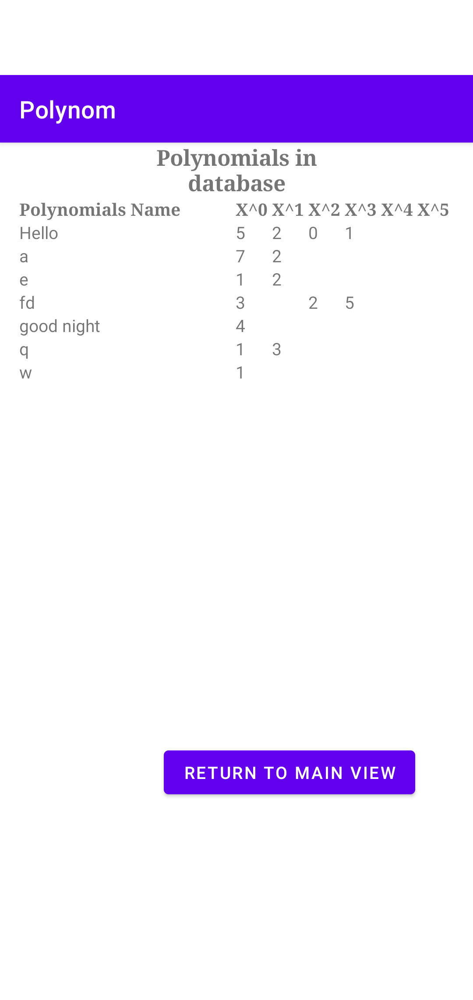 Polynom
Polynomials in
database
Polynomials Name X^0 X^1 X^2 X^3 X^4 X^5
Hello 5 2 0 1
a 7 2
e 1 2
fd 3 2 5
good night 4
q 1 3
w 1
RETURN TO MAIN VIEW